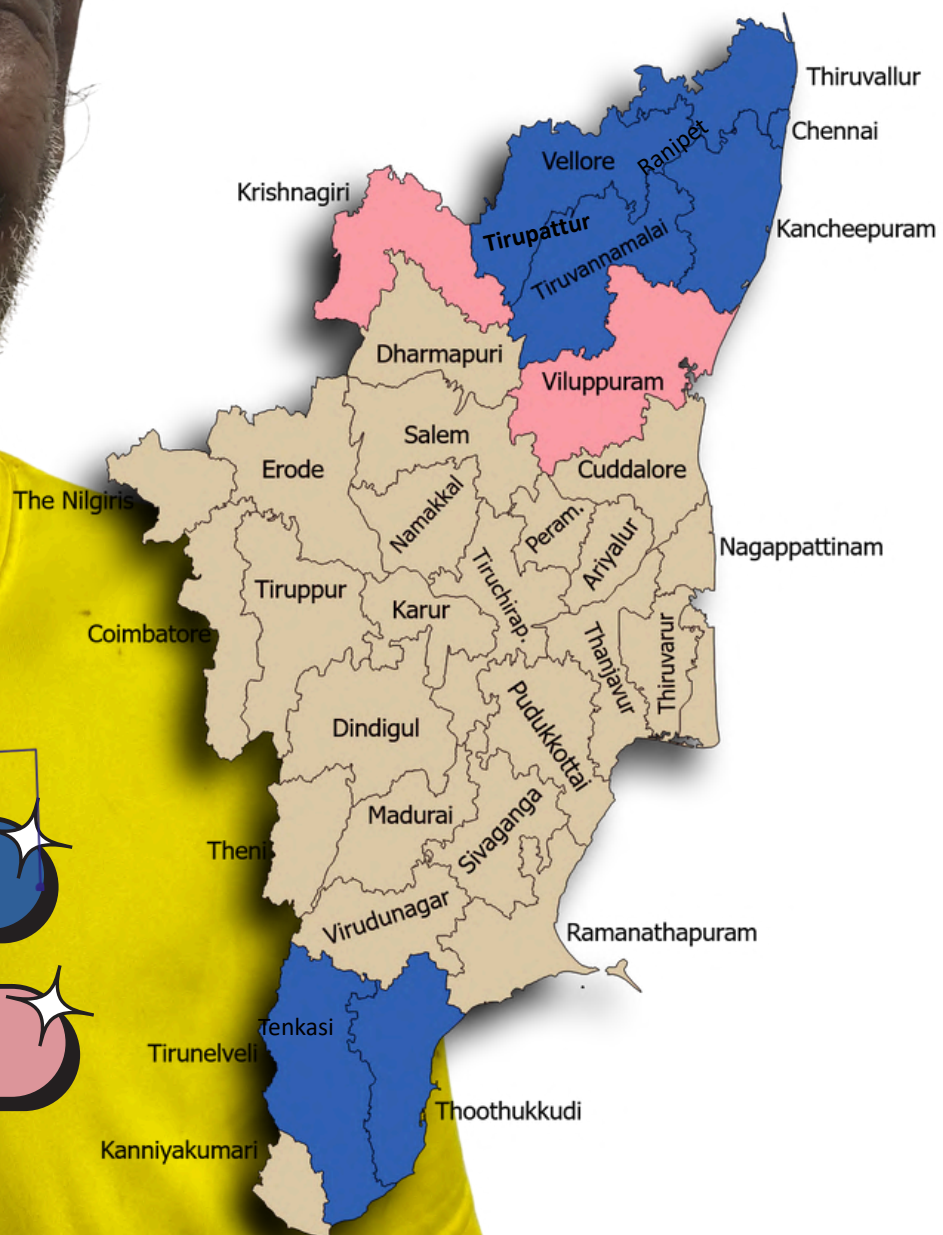 Thiruvallur
Chennai
Ranipet
Vellore
Krishnagiri
Kancheepuram
Tirupattur
Tiruvannamalai
Dharmapuri
Viluppuram
Salem
Erode
Cuddalore
The Nilgiris
Namakkal
Peram.
Ariyalur
Nagappattinam
Tiruppur
Tiruchirap.
Karur
Coimbatore
Thanjavur
Thiruvarur
Dindigul
Pudukkottai
Madurai
Sivaganga
Theni
Virudunagar
Ramanathapuram
Tenkasi
Tirunelveli
Thoothukkudi
Kanniyakumari